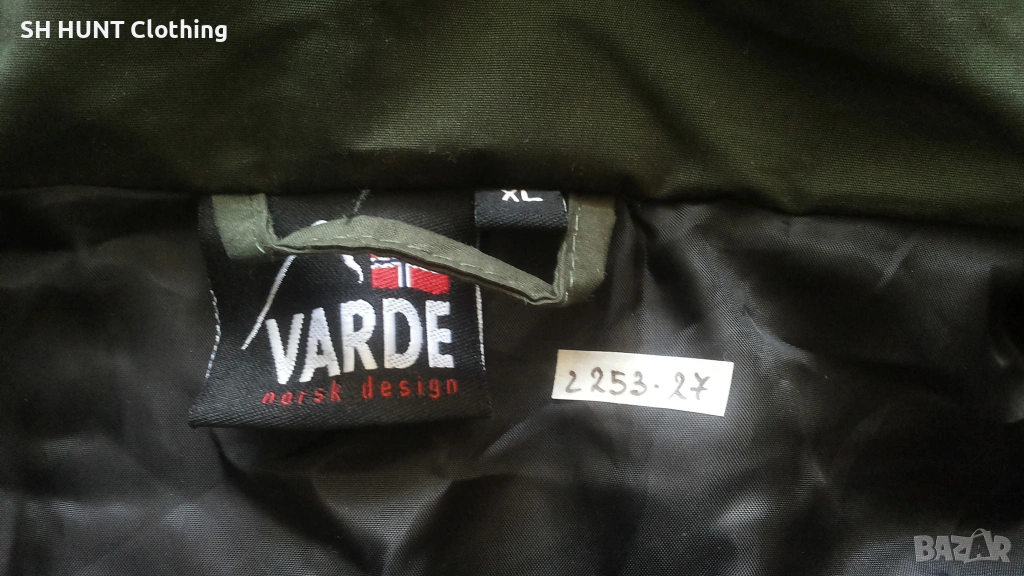 SH HUNT Clothing
XL
VARDE
norsk design
2253-27
BAZAR